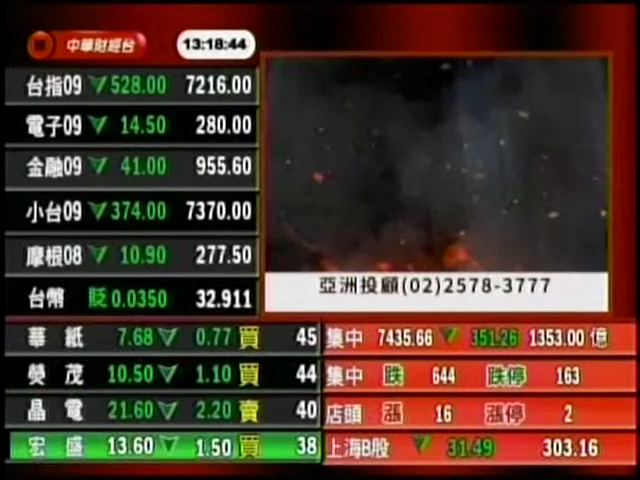 中華財經台 13:18:44
台指09 528.00 7216.00
電子09 14.50 280.00
金融09 41.00 955.60
小台09 374.00 7370.00
摩根08 10.90 277.50
台幣 貶 0.0350 32.911
亞洲投顧(02)2578-3777
華紙 7.68 0.77 買 45
榮茂 10.50 1.10 買 44
晶電 21.60 2.20 賣 40
宏盛 13.60 1.50 買 38
集中 7435.66 351.26 1353.00 億
集中 跌 644 跌停 163
店頭 漲 16 漲停 2
上海B股 31.49 303.16